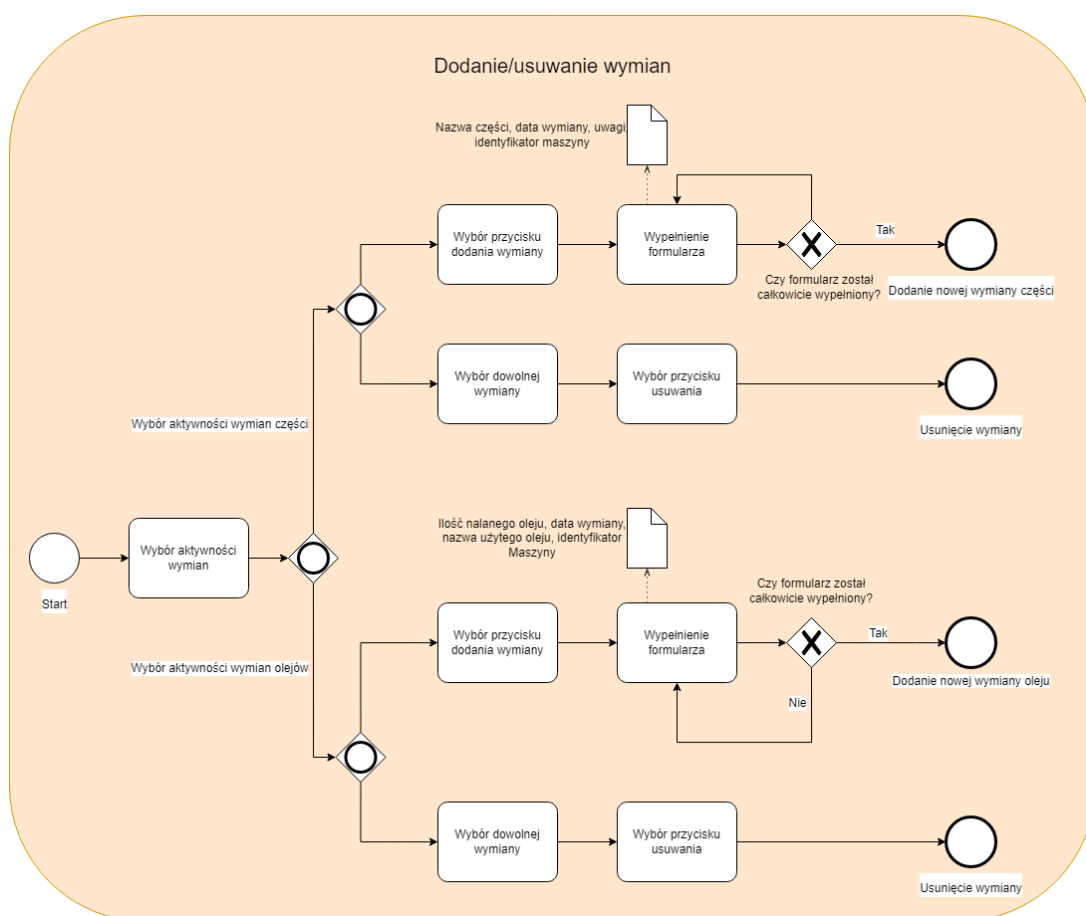 Dodanie/usuwanie wymian
Nazwa części, data wymiany, uwagi,
identyfikator maszyny
Wybór przycisku
dodania wymiany
Wypełnienie
formularza
Tak
Czy formularz został
całkowicie wypełniony?
Dodanie nowej wymiany części
Wybór dowolnej
wymiany
Wybór przycisku
usuwania
Usunięcie wymiany
Wybór aktywności wymian części
Wybór aktywności
wymian
Start
Wybór aktywności wymian olejów
Ilość nalanego oleju, data wymiany,
nazwa użytego oleju, identyfikator
Maszyny
Wybór przycisku
dodania wymiany
Wypełnienie
formularza
Czy formularz został
całkowicie wypełniony?
Tak
Nie
Dodanie nowej wymiany oleju
Wybór dowolnej
wymiany
Wybór przycisku
usuwania
Usunięcie wymiany